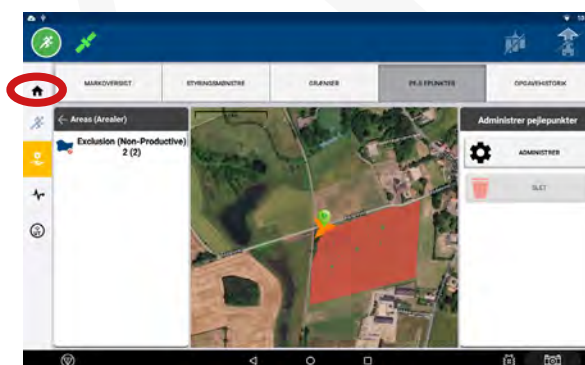 MARKOVERSIGT
STYRINGSMØNSTRE
GRÆNSER
PEJLEPUNKTER
OPGAVEHISTORIK
Areas (Arealer)
Exclusion (Non-Productive)
2 (2)
Administrer pejlepunkter
ADMINISTRER
SLET